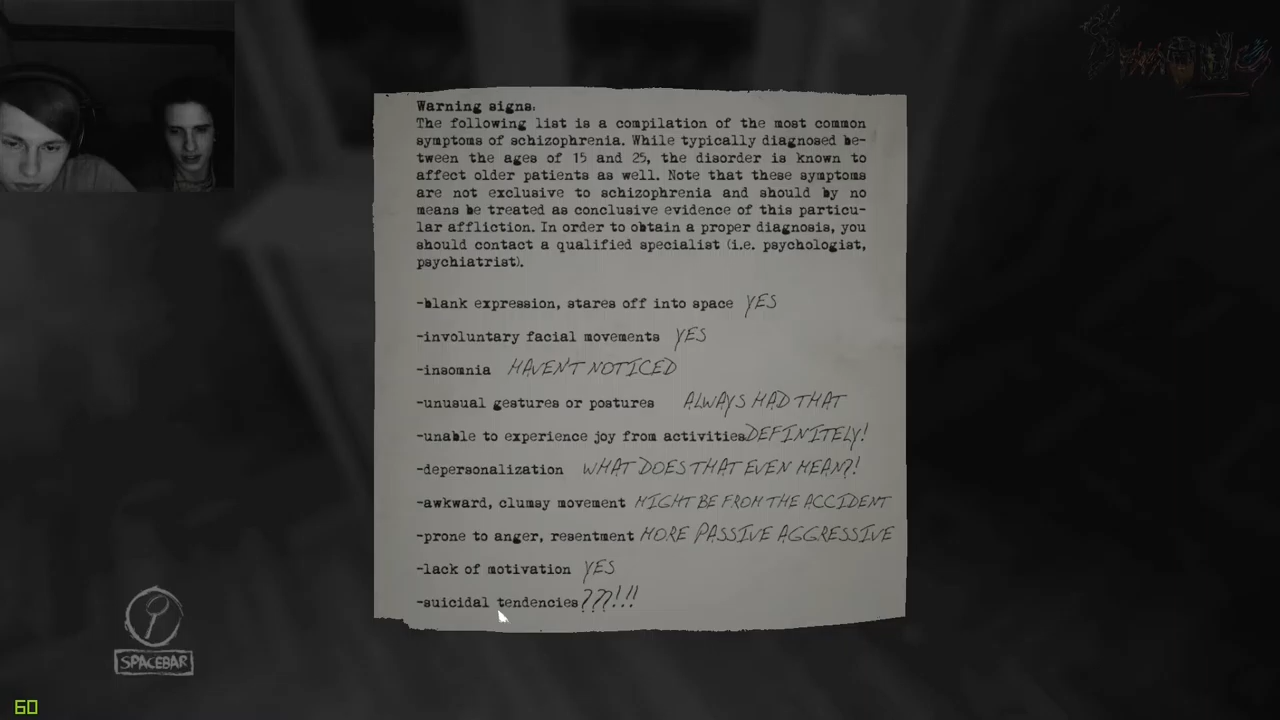 Warning signs:
The following list is a compilation of the most common
symptoms of schizophrenia. While typically diagnosed be-
tween the ages of 15 and 25, the disorder is known to
affect older patients as well. Note that these symptoms
are not exclusive to schizophrenia and should by no
means be treated as conclusive evidence of this particu-
lar affliction. In order to obtain a proper diagnosis, you
should contact a qualified specialist (i.e. psychologist,
psychiatrist).
-blank expression, stares off into space YES
-involuntary facial movements YES
-insomnia HAVEN'T NOTICED
-unusual gestures or postures ALWAYS HAD THAT
-unable to experience joy from activities DEFINITELY!
-depersonalization WHAT DOES THAT EVEN MEAN?!
-awkward, clumsy movement MIGHT BE FROM THE ACCIDENT
-prone to anger, resentment MORE PASSIVE AGGRESSIVE
-lack of motivation YES
-suicidal tendencies ???!!!
SPACEBAR
60